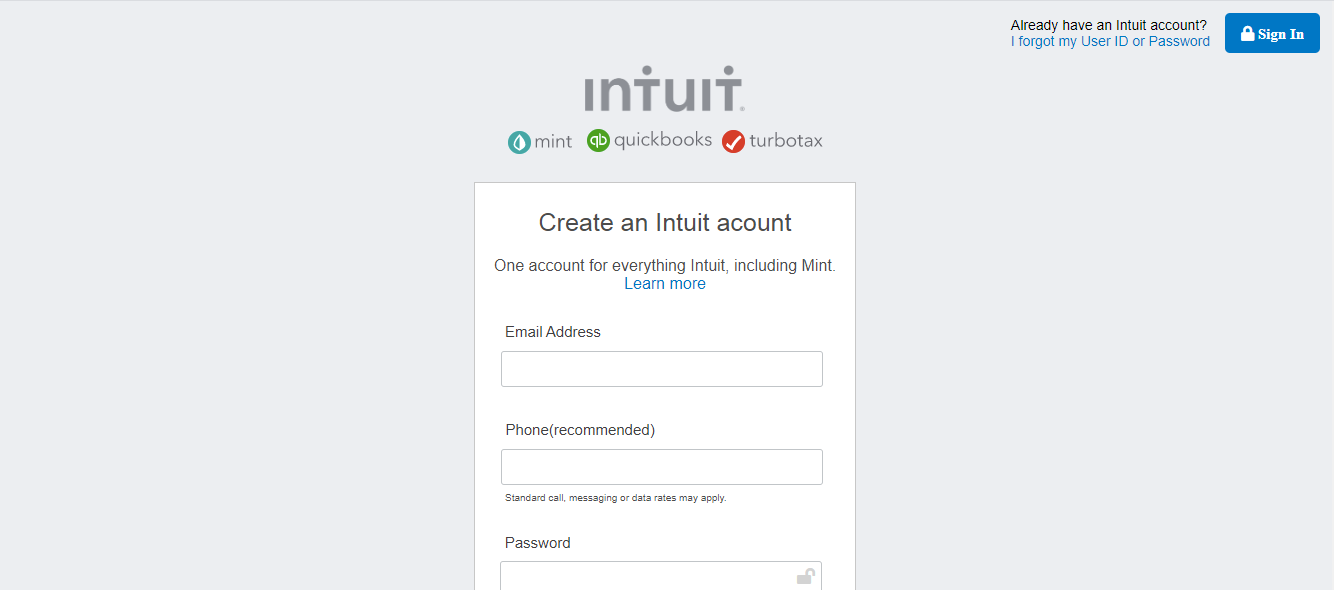 Already have an Intuit account?
I forgot my User ID or Password
Sign In
intuit.
mint
qb quickbooks
turbotax
Create an Intuit acount
One account for everything Intuit, including Mint.
Learn more
Email Address
Phone(recommended)
Standard call, messaging or data rates may apply.
Password